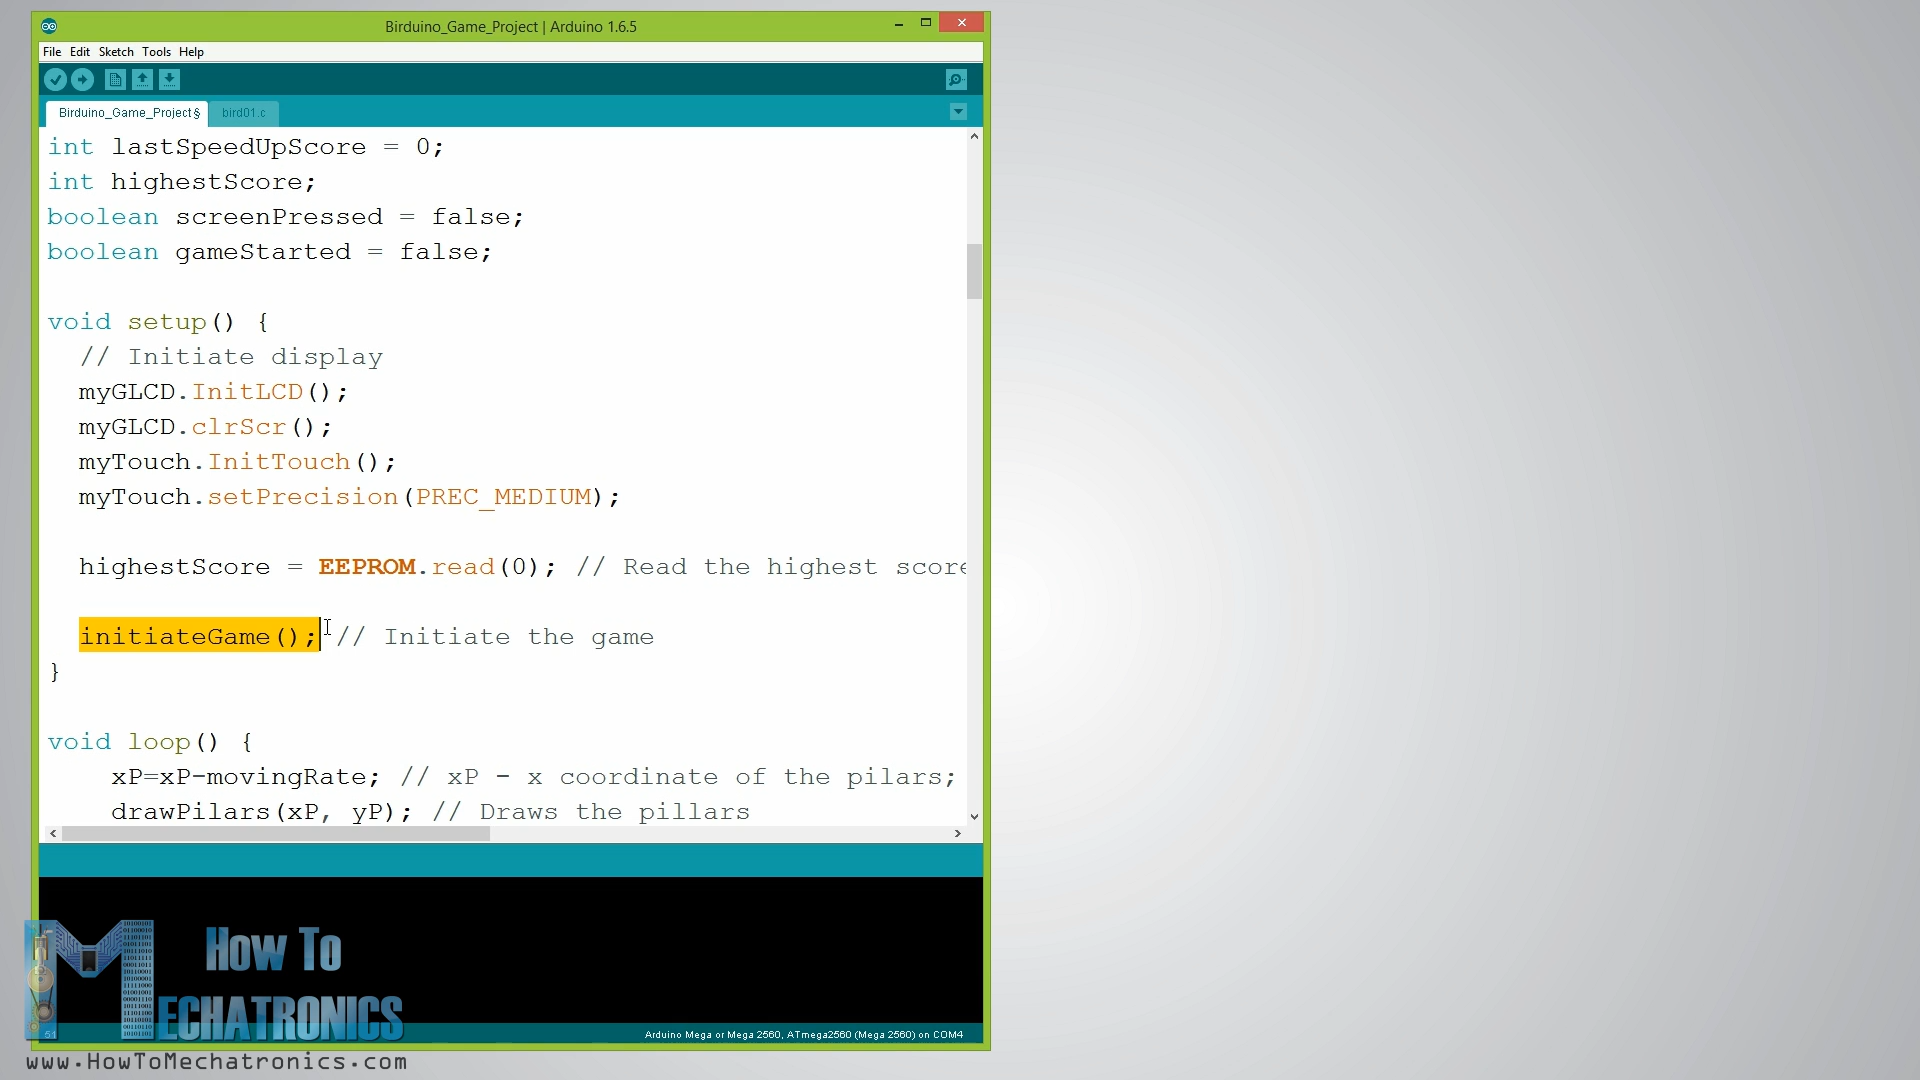 Birduino_Game_Project | Arduino 1.6.5
File Edit Sketch Tools Help
Birduino_Game_Project§ bird01.c
int lastSpeedUpScore = 0;
int highestScore;
boolean screenPressed = false;
boolean gameStarted = false;
void setup() {
// Initiate display
myGLCD.InitLCD();
myGLCD.clrScr();
myTouch.InitTouch();
myTouch.setPrecision(PREC_MEDIUM);
highestScore = EEPROM.read(0); // Read the highest score
initiateGame(); // Initiate the game
}
void loop() {
xP=xP-movingRate; // xP - x coordinate of the pilars;
drawPilars(xP, yP); // Draws the pillars
How To
MECHATRONICS
51
Arduino Mega or Mega 2560, ATmega2560 (Mega 2560) on COM4
www.HowToMechatronics.com